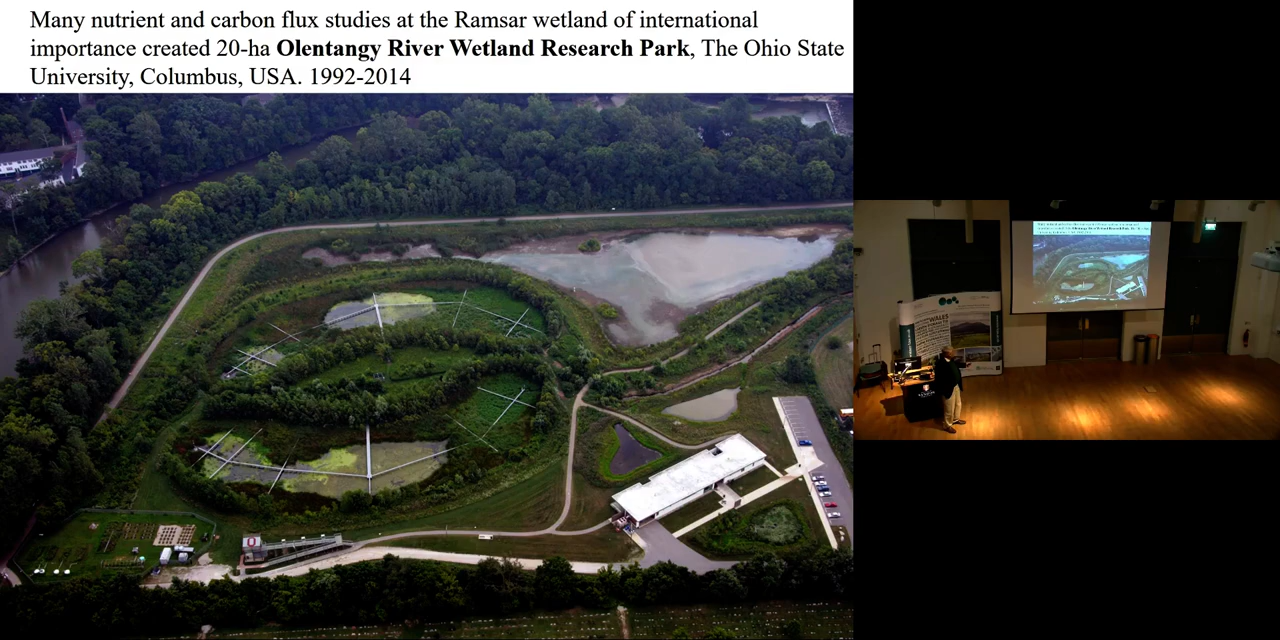 Many nutrient and carbon flux studies at the Ramsar wetland of international
importance created 20-ha Olentangy River Wetland Research Park, The Ohio State
University, Columbus, USA. 1992-2014
WALES